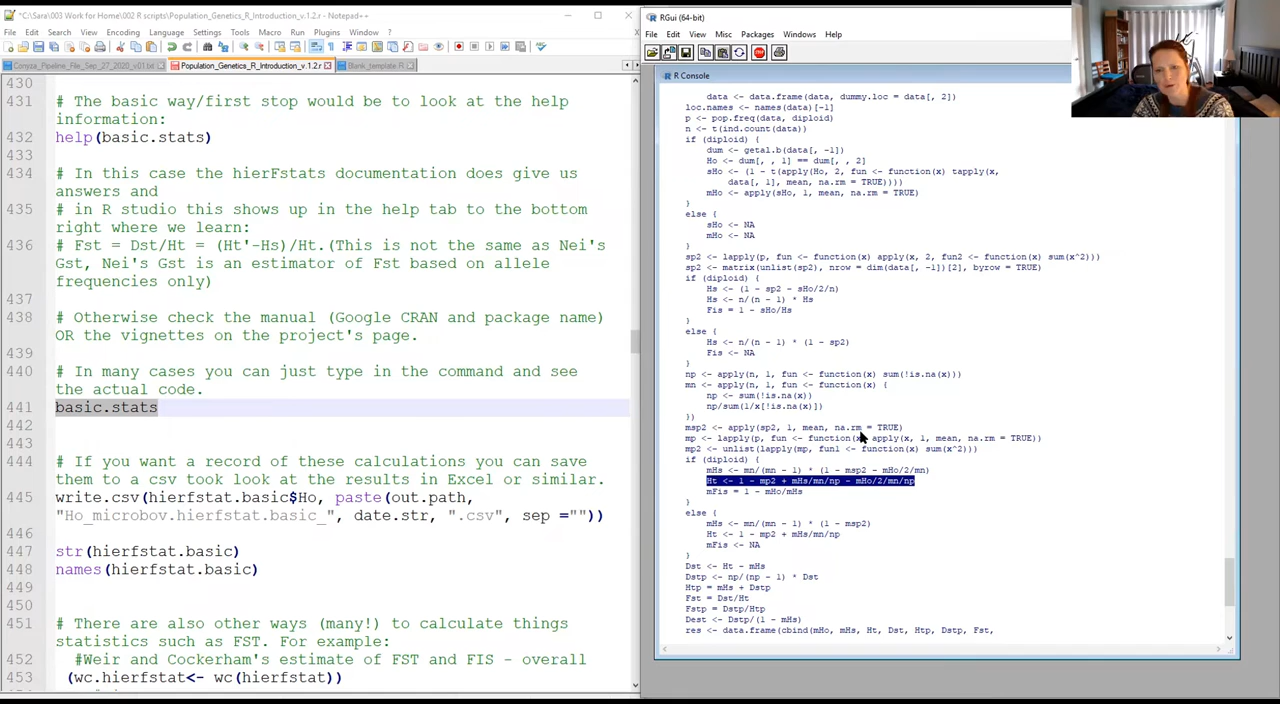 *C:\Sara\003 Work for Home\002 R scripts\Population_Genetics_R_Introduction_v.1.2.r - Notepad++
File Edit Search View Encoding Language Settings Tools Macro Run Plugins Window ?
Conyza_Pipeline_File_Sep_27_2020_v01.txt Population_Genetics_R_Introduction_v.1.2.r Blank_template.R
430
431 # The basic way/first stop would be to look at the help
information:
432 help(basic.stats)
433
434 # In this case the hierFstats documentation does give us
answers and
435 # in R studio this shows up in the help tab to the bottom
right where we learn:
436 # Fst = Dst/Ht = (Ht'-Hs)/Ht.(This is not the same as Nei's
Gst, Nei's Gst is an estimator of Fst based on allele
frequencies only)
437
438 # Otherwise check the manual (Google CRAN and package name)
OR the vignettes on the project's page.
439
440 # In many cases you can just type in the command and see
the actual code.
441 basic.stats
442
443
444 # If you want a record of these calculations you can save
them to a csv took look at the results in Excel or similar.
445 write.csv(hierfstat.basic$Ho, paste(out.path,
"Ho_microbov.hierfstat.basic_", date.str, ".csv", sep =""))
446
447 str(hierfstat.basic)
448 names(hierfstat.basic)
449
450
451 # There are also other ways (many!) to calculate things
statistics such as FST. For example:
452 #Weir and Cockerham's estimate of FST and FIS - overall
453 (wc.hierfstat<- wc(hierfstat))
RGui (64-bit)
File Edit View Misc Packages Windows Help
R Console
data <- data.frame(data, dummy.loc = data[, 2])
loc.names <- names(data)[-1]
p <- pop.freq(data, diploid)
n <- t(ind.count(data))
if (diploid) {
dum <- getal.b(data[, -1])
Ho <- dum[, , 1] == dum[, , 2]
sHo <- (1 - t(apply(Ho, 2, fun <- function(x) tapply(x,
data[, 1], mean, na.rm = TRUE))))
mHo <- apply(sHo, 1, mean, na.rm = TRUE)
}
else {
sHo <- NA
mHo <- NA
}
sp2 <- lapply(p, fun <- function(x) apply(x, 2, fun2 <- function(x) sum(x^2)))
sp2 <- matrix(unlist(sp2), nrow = dim(data[, -1])[2], byrow = TRUE)
if (diploid) {
Hs <- (1 - sp2 - sHo/2/n)
Hs <- n/(n - 1) * Hs
Fis = 1 - sHo/Hs
}
else {
Hs <- n/(n - 1) * (1 - sp2)
Fis <- NA
}
np <- apply(n, 1, fun <- function(x) sum(!is.na(x)))
mn <- apply(n, 1, fun <- function(x) {
np <- sum(!is.na(x))
np/sum(1/x[!is.na(x)])
})
msp2 <- apply(sp2, 1, mean, na.rm = TRUE)
mp <- lapply(p, fun <- function(x) apply(x, 1, mean, na.rm = TRUE))
mp2 <- unlist(lapply(mp, fun1 <- function(x) sum(x^2)))
if (diploid) {
mHs <- mn/(mn - 1) * (1 - msp2 - mHo/2/mn)
Ht <- 1 - mp2 + mHs/mn/np - mHo/2/mn/np
mFis = 1 - mHo/mHs
}
else {
mHs <- mn/(mn - 1) * (1 - msp2)
Ht <- 1 - mp2 + mHs/mn/np
mFis <- NA
}
Dst <- Ht - mHs
Dstp <- np/(np - 1) * Dst
Htp = mHs + Dstp
Fst = Dst/Ht
Fstp = Dstp/Htp
Dest <- Dstp/(1 - mHs)
res <- data.frame(cbind(mHo, mHs, Ht, Dst, Htp, Dstp, Fst,